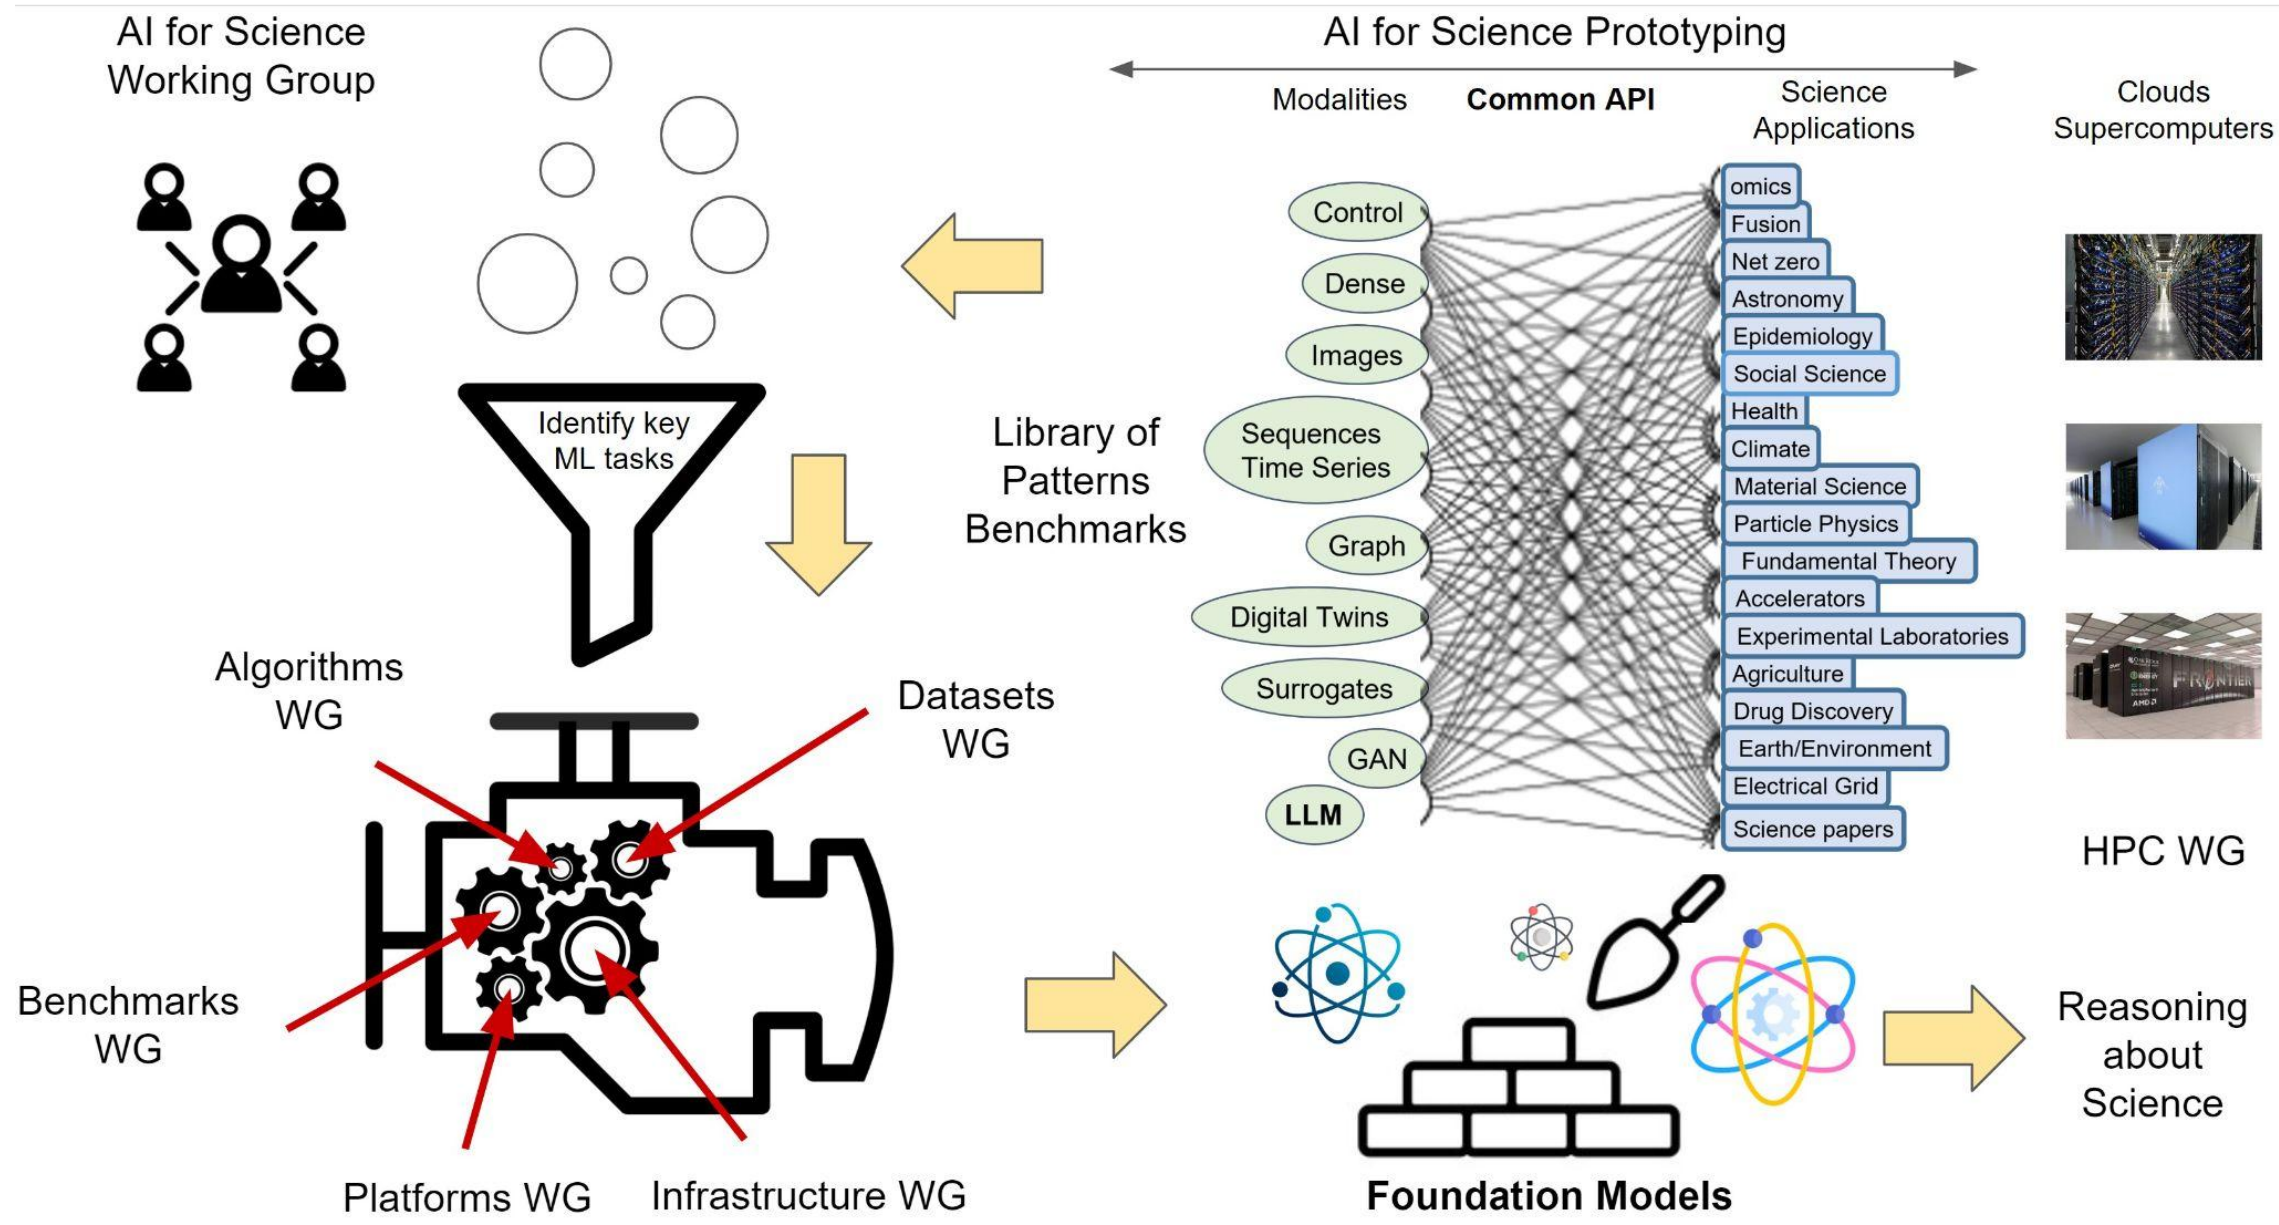 AI for Science
Working Group
AI for Science Prototyping
Modalities
Common API
Science
Applications
Clouds
Supercomputers
Identify key
ML tasks
Library of
Patterns
Benchmarks
Control
Dense
Images
Sequences
Time Series
Graph
Digital Twins
Surrogates
GAN
LLM
omics
Fusion
Net zero
Astronomy
Epidemiology
Social Science
Health
Climate
Material Science
Particle Physics
Fundamental Theory
Accelerators
Experimental Laboratories
Agriculture
Drug Discovery
Earth/Environment
Electrical Grid
Science papers
FRONTIER
AMD
HPC WG
Algorithms
WG
Datasets
WG
Benchmarks
WG
Platforms WG
Infrastructure WG
Foundation Models
Reasoning
about
Science